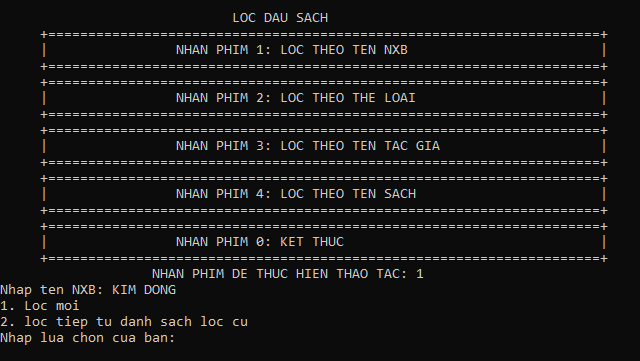 LOC DAU SACH
+=====================================================================+
| NHAN PHIM 1: LOC THEO TEN NXB |
+=====================================================================+
+=====================================================================+
| NHAN PHIM 2: LOC THEO THE LOAI |
+=====================================================================+
+=====================================================================+
| NHAN PHIM 3: LOC THEO TEN TAC GIA |
+=====================================================================+
+=====================================================================+
| NHAN PHIM 4: LOC THEO TEN SACH |
+=====================================================================+
+=====================================================================+
| NHAN PHIM 0: KET THUC |
+=====================================================================+
NHAN PHIM DE THUC HIEN THAO TAC: 1
Nhap ten NXB: KIM DONG
1. Loc moi
2. loc tiep tu danh sach loc cu
Nhap lua chon cua ban: